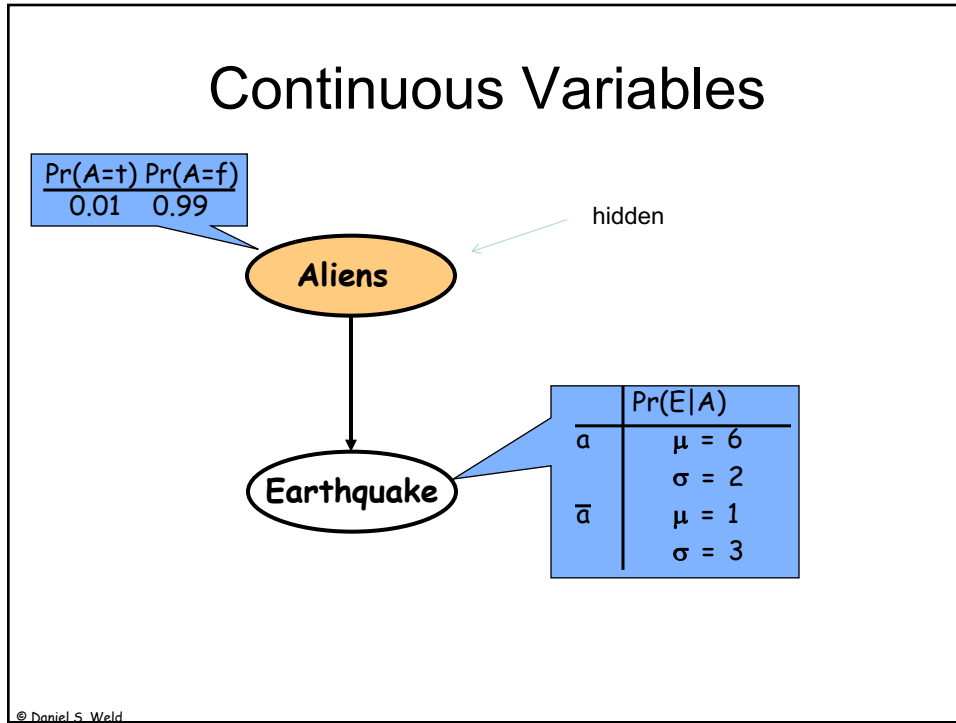 Continuous Variables
Pr(A=t) Pr(A=f)
0.01 0.99
hidden
Aliens
Pr(E|A)
a μ = 6
σ = 2
a̅ μ = 1
σ = 3
Earthquake
© Daniel S. Weld